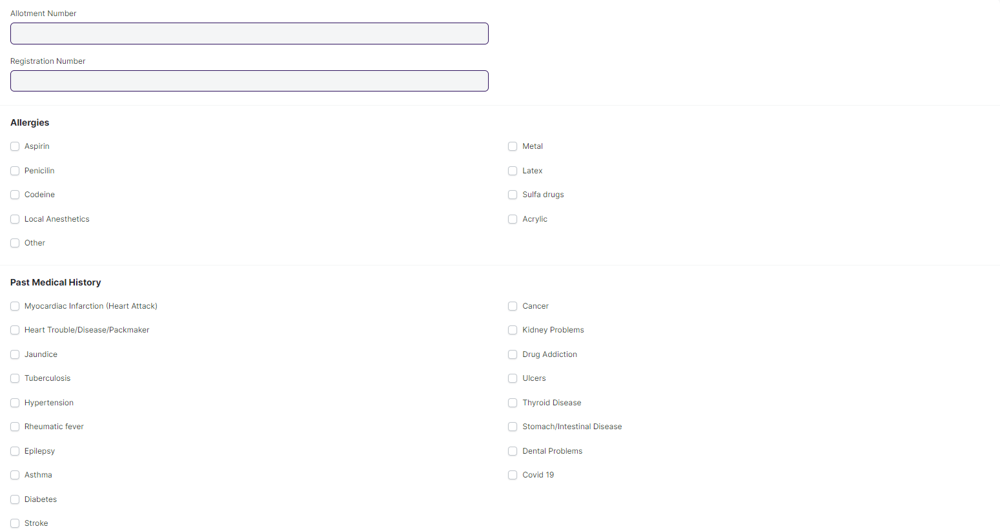 Allotment Number
Registration Number
Allergies
Aspirin
Penicilin
Codeine
Local Anesthetics
Other
Metal
Latex
Sulfa drugs
Acrylic
Past Medical History
Myocardiac Infarction (Heart Attack)
Heart Trouble/Disease/Packmaker
Jaundice
Tuberculosis
Hypertension
Rheumatic fever
Epilepsy
Asthma
Diabetes
Stroke
Cancer
Kidney Problems
Drug Addiction
Ulcers
Thyroid Disease
Stomach/Intestinal Disease
Dental Problems
Covid 19